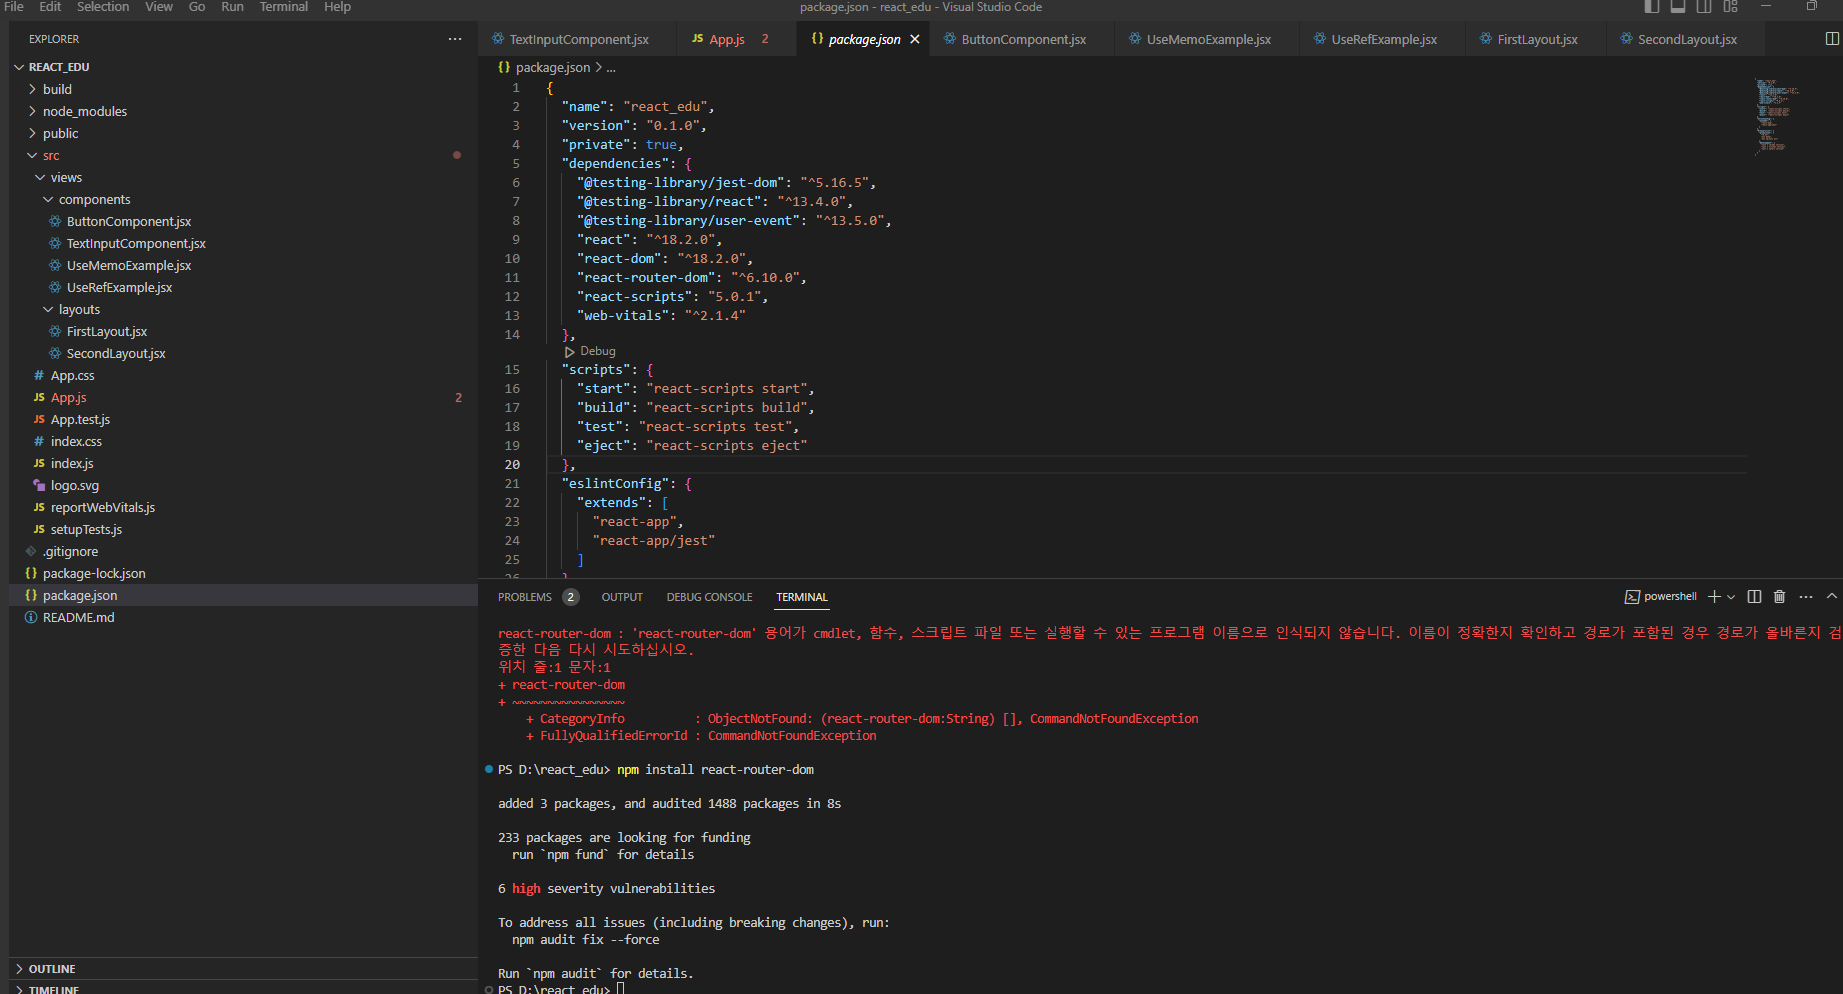 File Edit Selection View Go Run Terminal Help
package.json - react_edu - Visual Studio Code
EXPLORER
REACT_EDU
build
node_modules
public
src
views
components
ButtonComponent.jsx
TextInputComponent.jsx
UseMemoExample.jsx
UseRefExample.jsx
layouts
FirstLayout.jsx
SecondLayout.jsx
# App.css
JS App.js 2
JS App.test.js
# index.css
JS index.js
logo.svg
JS reportWebVitals.js
JS setupTests.js
.gitignore
{} package-lock.json
{} package.json
README.md
OUTLINE
TIMELINE
TextInputComponent.jsx JS App.js 2 {} package.json ButtonComponent.jsx UseMemoExample.jsx UseRefExample.jsx FirstLayout.jsx SecondLayout.jsx
{} package.json > ...
1 {
2 "name": "react_edu",
3 "version": "0.1.0",
4 "private": true,
5 "dependencies": {
6 "@testing-library/jest-dom": "^5.16.5",
7 "@testing-library/react": "^13.4.0",
8 "@testing-library/user-event": "^13.5.0",
9 "react": "^18.2.0",
10 "react-dom": "^18.2.0",
11 "react-router-dom": "^6.10.0",
12 "react-scripts": "5.0.1",
13 "web-vitals": "^2.1.4"
14 },
Debug
15 "scripts": {
16 "start": "react-scripts start",
17 "build": "react-scripts build",
18 "test": "react-scripts test",
19 "eject": "react-scripts eject"
20 },
21 "eslintConfig": {
22 "extends": [
23 "react-app",
24 "react-app/jest"
25 ]
26 }
PROBLEMS 2 OUTPUT DEBUG CONSOLE TERMINAL
powershell
react-router-dom : 'react-router-dom' 용어가 cmdlet, 함수, 스크립트 파일 또는 실행할 수 있는 프로그램 이름으로 인식되지 않습니다. 이름이 정확한지 확인하고 경로가 포함된 경우 경로가 올바른지 검
증한 다음 다시 시도하십시오.
위치 줄:1 문자:1
+ react-router-dom
+ ~~~~~~~~~~~~~~~~
+ CategoryInfo : ObjectNotFound: (react-router-dom:String) [], CommandNotFoundException
+ FullyQualifiedErrorId : CommandNotFoundException
PS D:\react_edu> npm install react-router-dom
added 3 packages, and audited 1488 packages in 8s
233 packages are looking for funding
run `npm fund` for details
6 high severity vulnerabilities
To address all issues (including breaking changes), run:
npm audit fix --force
Run `npm audit` for details.
PS D:\react_edu>